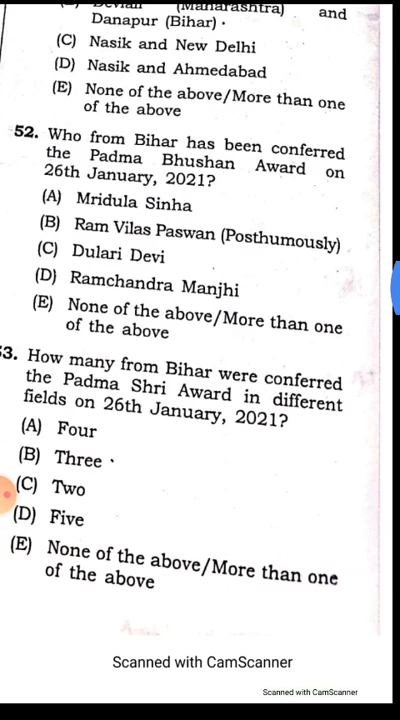 (Maharashtra) and
Danapur (Bihar) ·
(C) Nasik and New Delhi
(D) Nasik and Ahmedabad
(E) None of the above/More than one
of the above
52. Who from Bihar has been conferred
the Padma Bhushan Award on
26th January, 2021?
(A) Mridula Sinha
(B) Ram Vilas Paswan (Posthumously)
(C) Dulari Devi
(D) Ramchandra Manjhi
(E) None of the above/More than one
of the above
53. How many from Bihar were conferred
the Padma Shri Award in different
fields on 26th January, 2021?
(A) Four
(B) Three ·
(C) Two
(D) Five
(E) None of the above/More than one
of the above
Scanned with CamScanner
Scanned with CamScanner